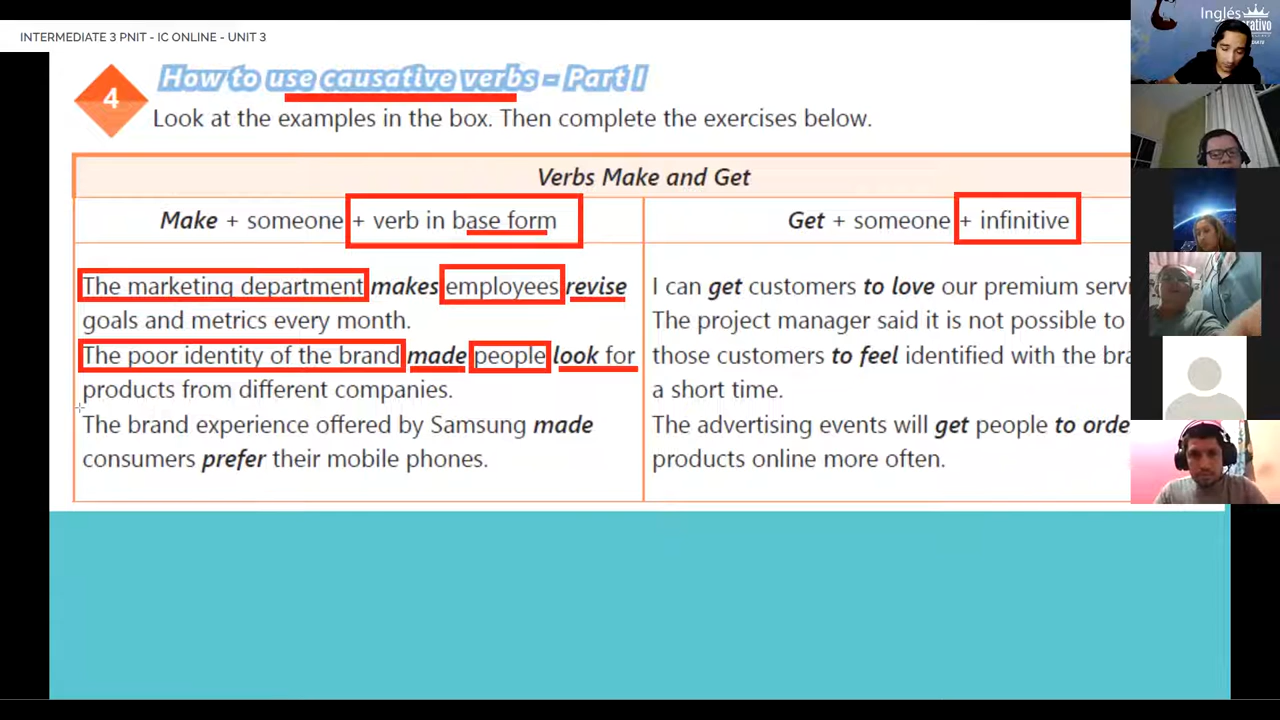 INTERMEDIATE 3 PNIT - IC ONLINE - UNIT 3
Inglés
4
How to use causative verbs - Part I
Look at the examples in the box. Then complete the exercises below.
Verbs Make and Get
Make + someone + verb in base form
Get + someone + infinitive
The marketing department makes employees revise
goals and metrics every month.
The poor identity of the brand made people look for
products from different companies.
The brand experience offered by Samsung made
consumers prefer their mobile phones.
I can get customers to love our premium
The project manager said it is not possible to
those customers to feel identified with the
a short time.
The advertising events will get people to
products online more often.